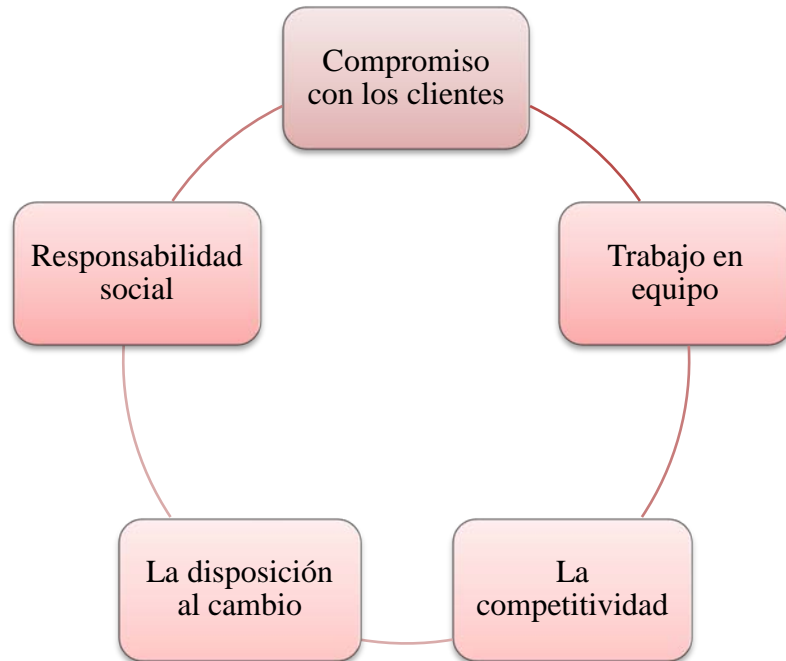 Compromiso
con los clientes
Trabajo en
equipo
La
competitividad
La disposición
al cambio
Responsabilidad
social